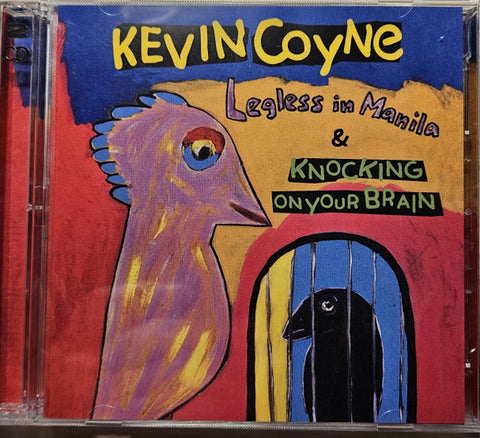 KEVIN COYNE
Legless in Manila
&
KNOCKING
ON YOUR BRAIN